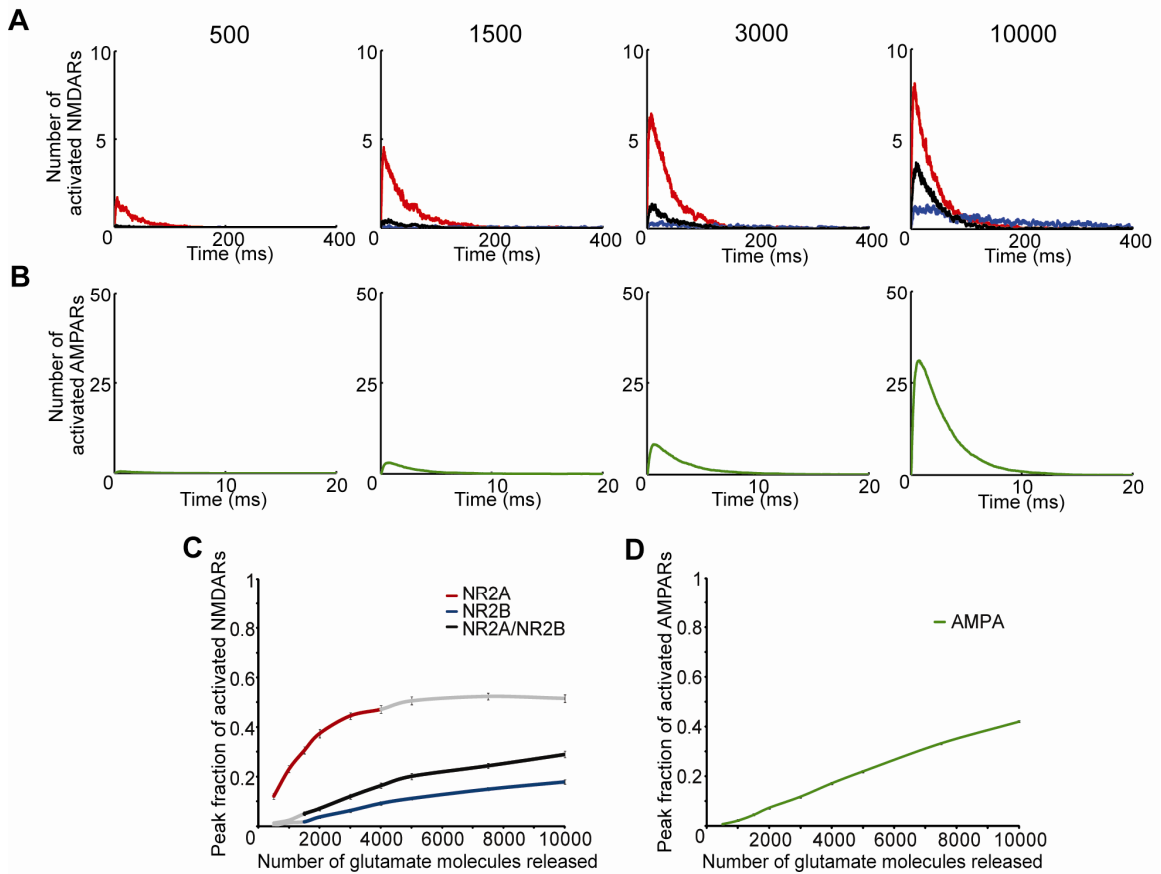 A
500
1500
3000
10000
Number of
activated NMDARs
10
5
0
200
400
Time (ms)
10
5
0
200
400
Time (ms)
10
5
0
200
400
Time (ms)
10
5
0
200
400
Time (ms)
B
Number of
activated AMPARs
50
25
0
10
20
Time (ms)
50
25
0
10
20
Time (ms)
50
25
0
10
20
Time (ms)
50
25
0
10
20
Time (ms)
C
Peak fraction of activated NMDARs
1
0.8
0.6
0.4
0.2
0
2000
4000
6000
8000
10000
Number of glutamate molecules released
NR2A
NR2B
NR2A/NR2B
D
Peak fraction of activated AMPARs
1
0.8
0.6
0.4
0.2
0
2000
4000
6000
8000
10000
Number of glutamate molecules released
AMPA